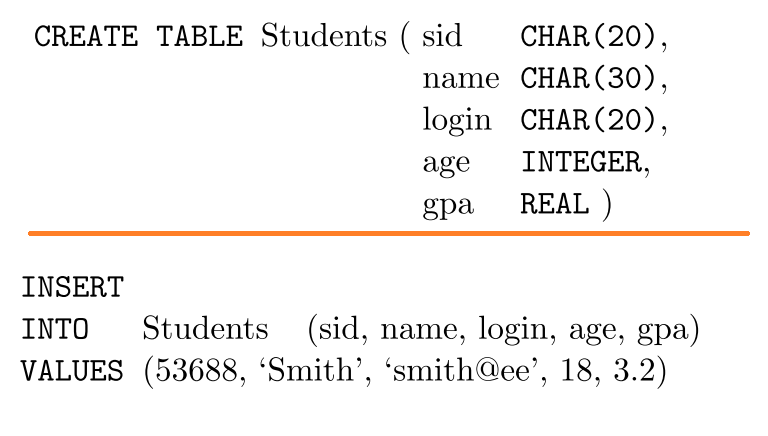 CREATE TABLE Students ( sid CHAR(20),
name CHAR(30),
login CHAR(20),
age INTEGER,
gpa REAL )
INSERT
INTO Students (sid, name, login, age, gpa)
VALUES (53688, ‘Smith’, ‘smith@ee’, 18, 3.2)